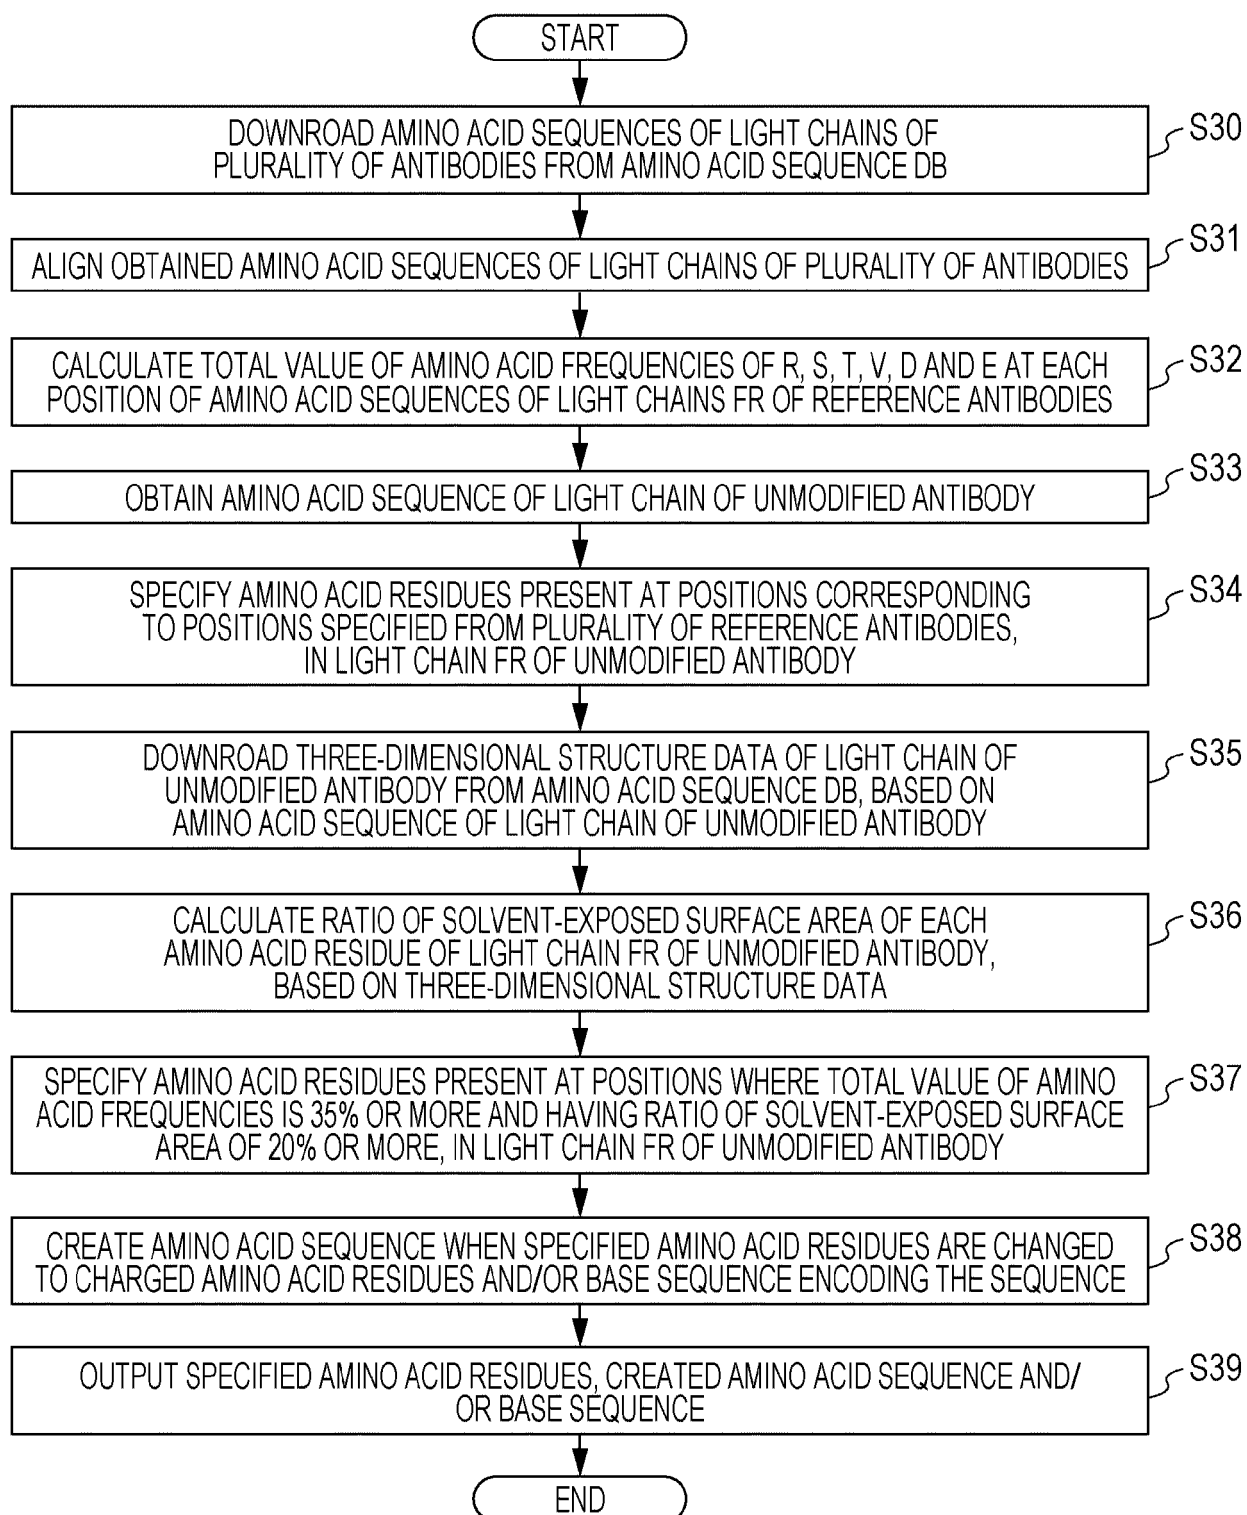 START
DOWNROAD AMINO ACID SEQUENCES OF LIGHT CHAINS OF
PLURALITY OF ANTIBODIES FROM AMINO ACID SEQUENCE DB
S30
ALIGN OBTAINED AMINO ACID SEQUENCES OF LIGHT CHAINS OF PLURALITY OF ANTIBODIES
S31
CALCULATE TOTAL VALUE OF AMINO ACID FREQUENCIES OF R, S, T, V, D AND E AT EACH
POSITION OF AMINO ACID SEQUENCES OF LIGHT CHAINS FR OF REFERENCE ANTIBODIES
S32
OBTAIN AMINO ACID SEQUENCE OF LIGHT CHAIN OF UNMODIFIED ANTIBODY
S33
SPECIFY AMINO ACID RESIDUES PRESENT AT POSITIONS CORRESPONDING
TO POSITIONS SPECIFIED FROM PLURALITY OF REFERENCE ANTIBODIES,
IN LIGHT CHAIN FR OF UNMODIFIED ANTIBODY
S34
DOWNROAD THREE-DIMENSIONAL STRUCTURE DATA OF LIGHT CHAIN OF
UNMODIFIED ANTIBODY FROM AMINO ACID SEQUENCE DB, BASED ON
AMINO ACID SEQUENCE OF LIGHT CHAIN OF UNMODIFIED ANTIBODY
S35
CALCULATE RATIO OF SOLVENT-EXPOSED SURFACE AREA OF EACH
AMINO ACID RESIDUE OF LIGHT CHAIN FR OF UNMODIFIED ANTIBODY,
BASED ON THREE-DIMENSIONAL STRUCTURE DATA
S36
SPECIFY AMINO ACID RESIDUES PRESENT AT POSITIONS WHERE TOTAL VALUE OF AMINO
ACID FREQUENCIES IS 35% OR MORE AND HAVING RATIO OF SOLVENT-EXPOSED SURFACE
AREA OF 20% OR MORE, IN LIGHT CHAIN FR OF UNMODIFIED ANTIBODY
S37
CREATE AMINO ACID SEQUENCE WHEN SPECIFIED AMINO ACID RESIDUES ARE CHANGED
TO CHARGED AMINO ACID RESIDUES AND/OR BASE SEQUENCE ENCODING THE SEQUENCE
S38
OUTPUT SPECIFIED AMINO ACID RESIDUES, CREATED AMINO ACID SEQUENCE AND/
OR BASE SEQUENCE
S39
END